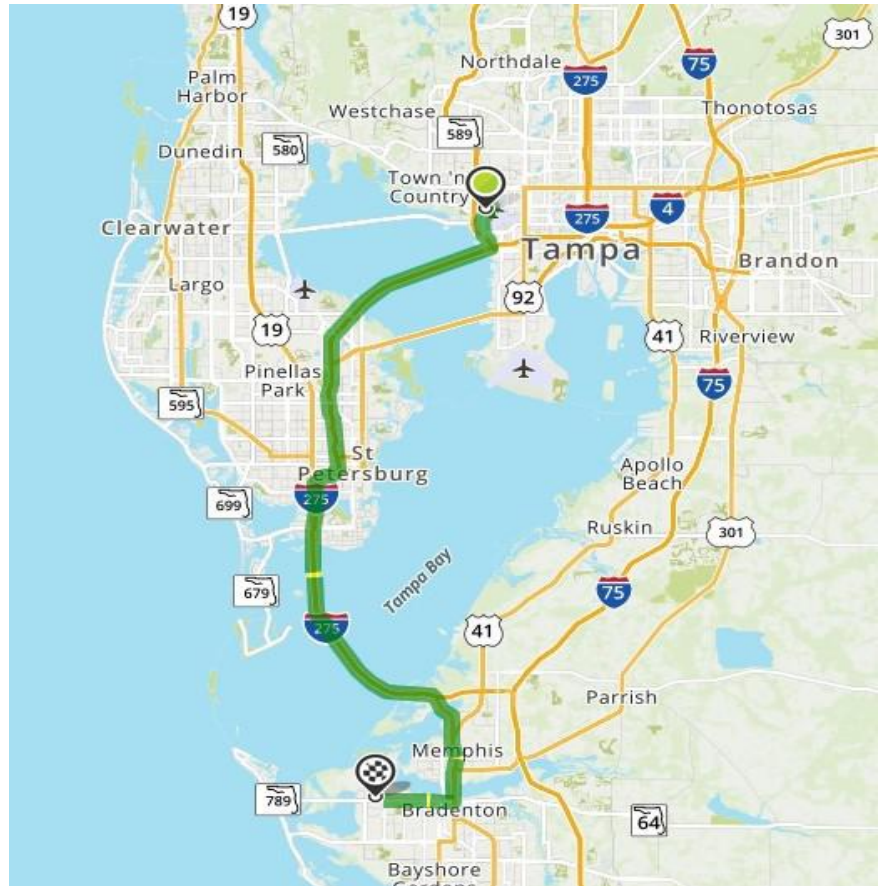 19
301
Palm
Harbor
Northdale
275
75
Westchase
Thonotosas
589
Dunedin
580
Town 'n
Country
Clearwater
275
4
Tampa
Brandon
Largo
92
19
41
Riverview
Pinellas
Park
75
595
St
Petersburg
Apollo
Beach
275
699
Ruskin
301
Tampa Bay
679
75
275
41
Parrish
Memphis
789
Bradenton
64
Bayshore
Gardens